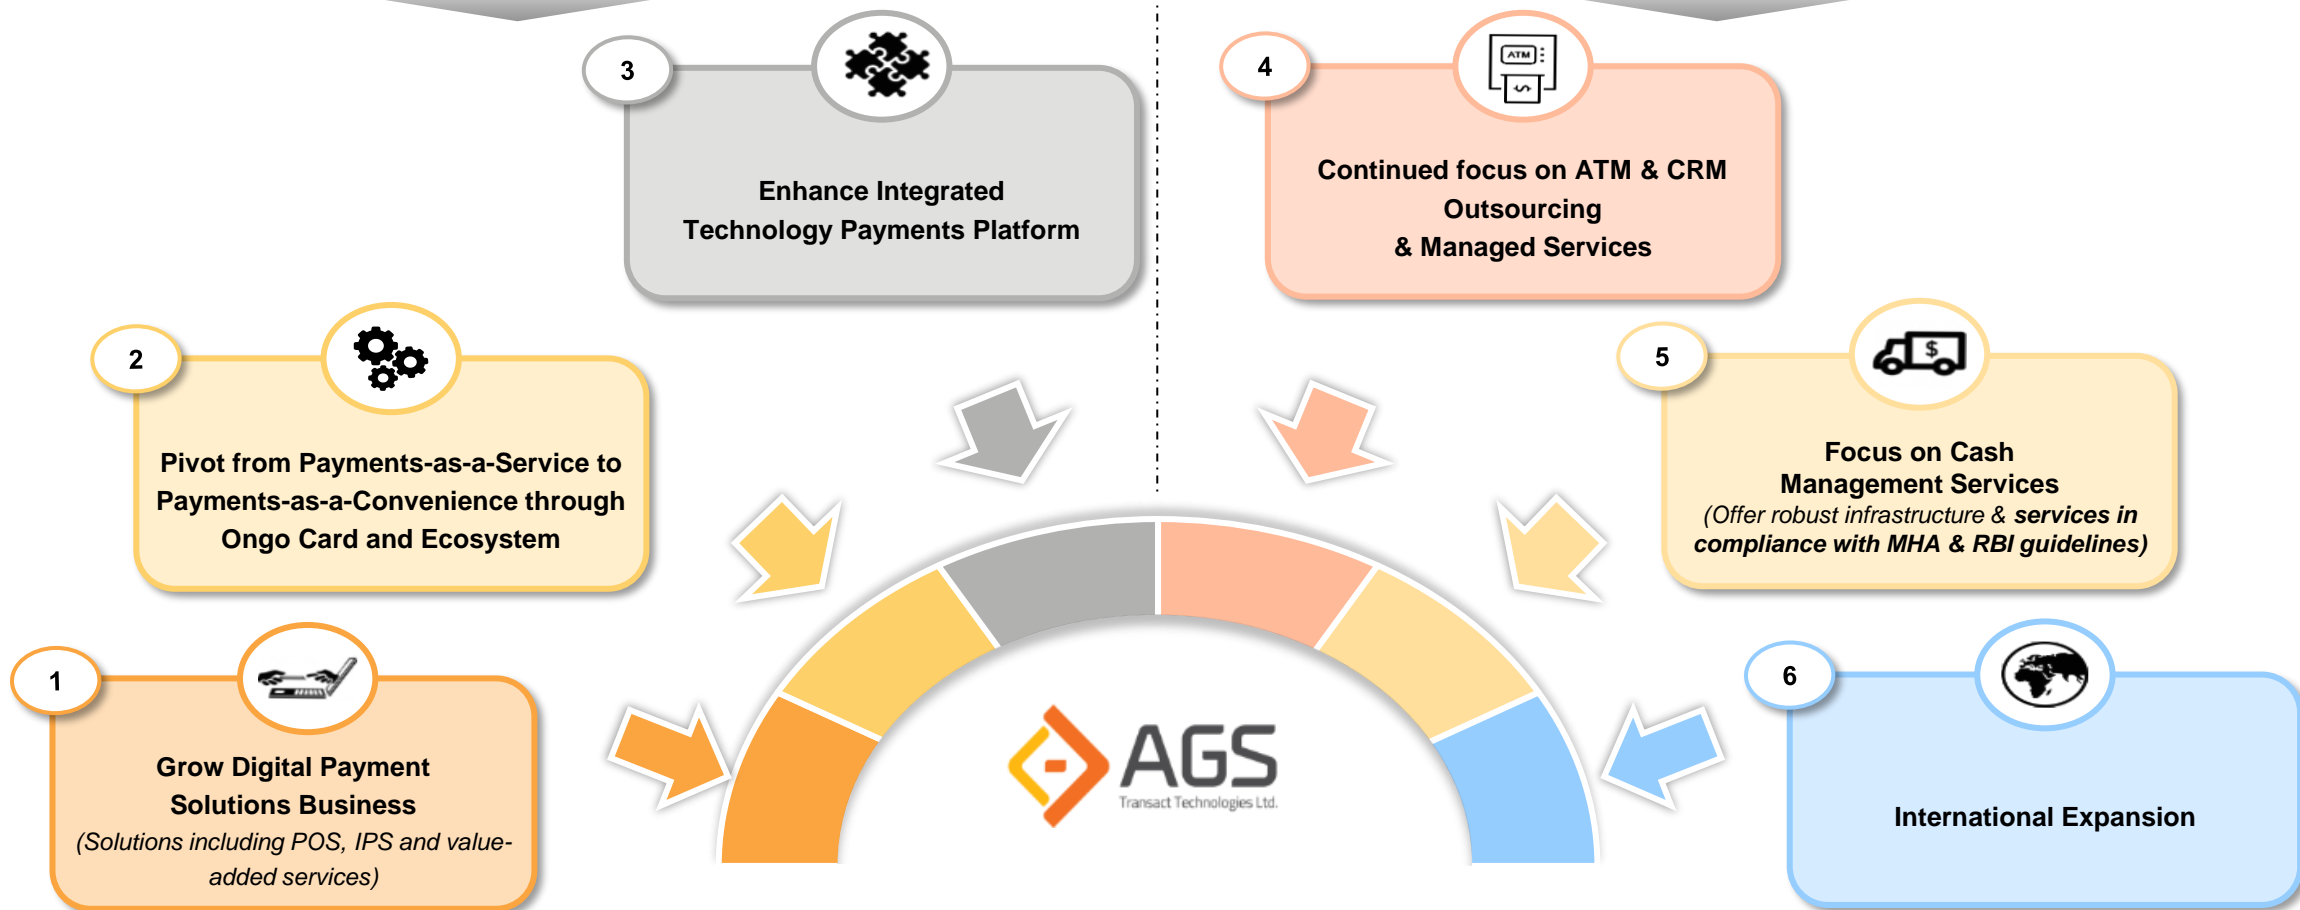 3
Enhance Integrated
Technology Payments Platform
4
ATM
$
Continued focus on ATM & CRM
Outsourcing
& Managed Services
2
Pivot from Payments-as-a-Service to
Payments-as-a-Convenience through
Ongo Card and Ecosystem
5
$
Focus on Cash
Management Services
(Offer robust infrastructure & services in
compliance with MHA & RBI guidelines)
1
Grow Digital Payment
Solutions Business
(Solutions including POS, IPS and value-
added services)
AGS
Transact Technologies Ltd.
6
International Expansion